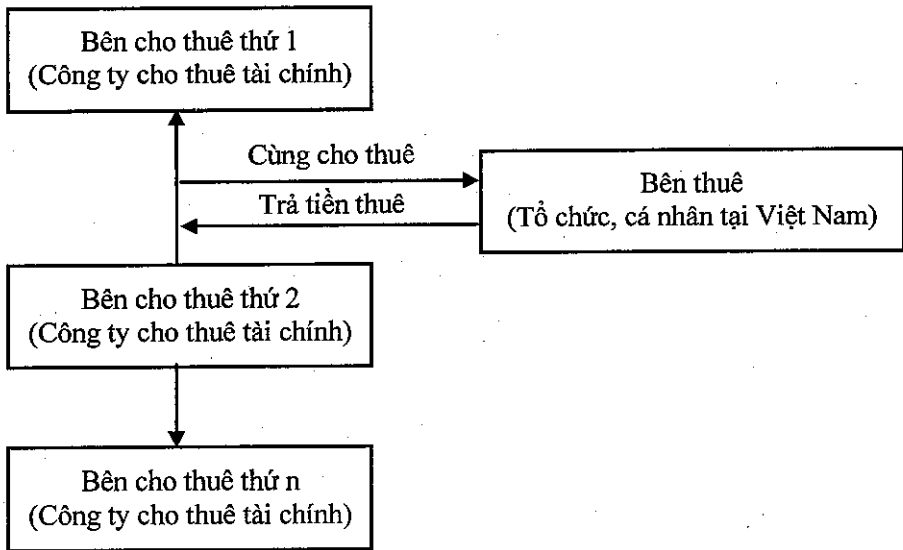 Bên cho thuê thứ 1
(Công ty cho thuê tài chính)
Cùng cho thuê
Trả tiền thuê
Bên thuê
(Tổ chức, cá nhân tại Việt Nam)
Bên cho thuê thứ 2
(Công ty cho thuê tài chính)
Bên cho thuê thứ n
(Công ty cho thuê tài chính)